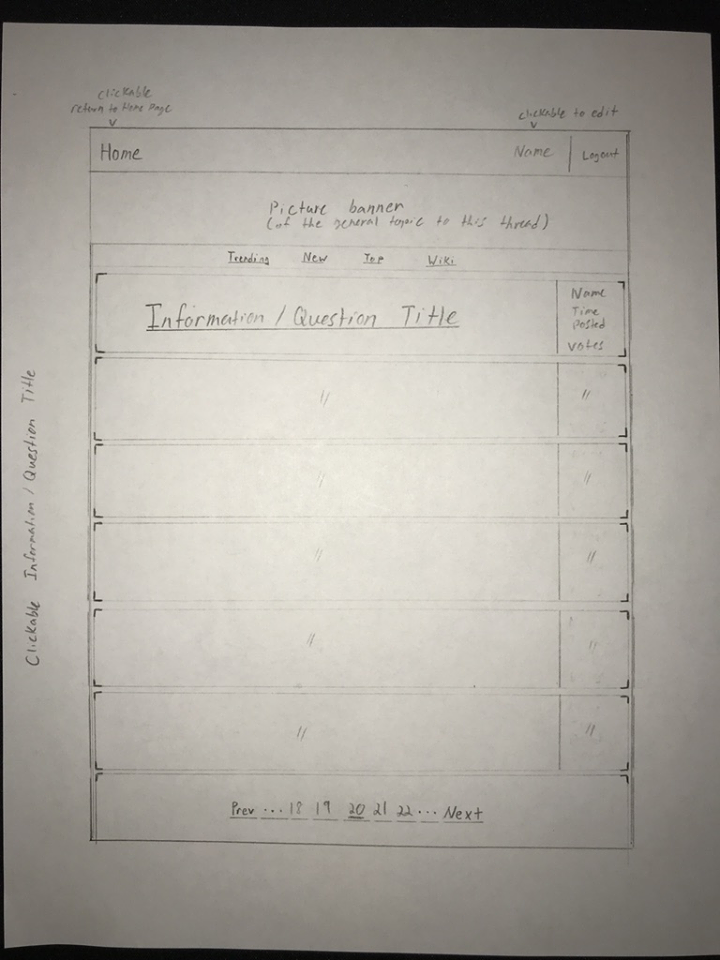 clickable
return to Home Page
clickable to edit
Home
Name
Logout
Picture banner
(of the general topic to this thread)
Trending New Top Wiki
Information / Question Title
Name
Time
Posted
Votes
〃 〃
〃 〃
〃 〃
〃 〃
〃 〃
Prev ... 18 19 20 21 22 ... Next
Clickable Information / Question Title